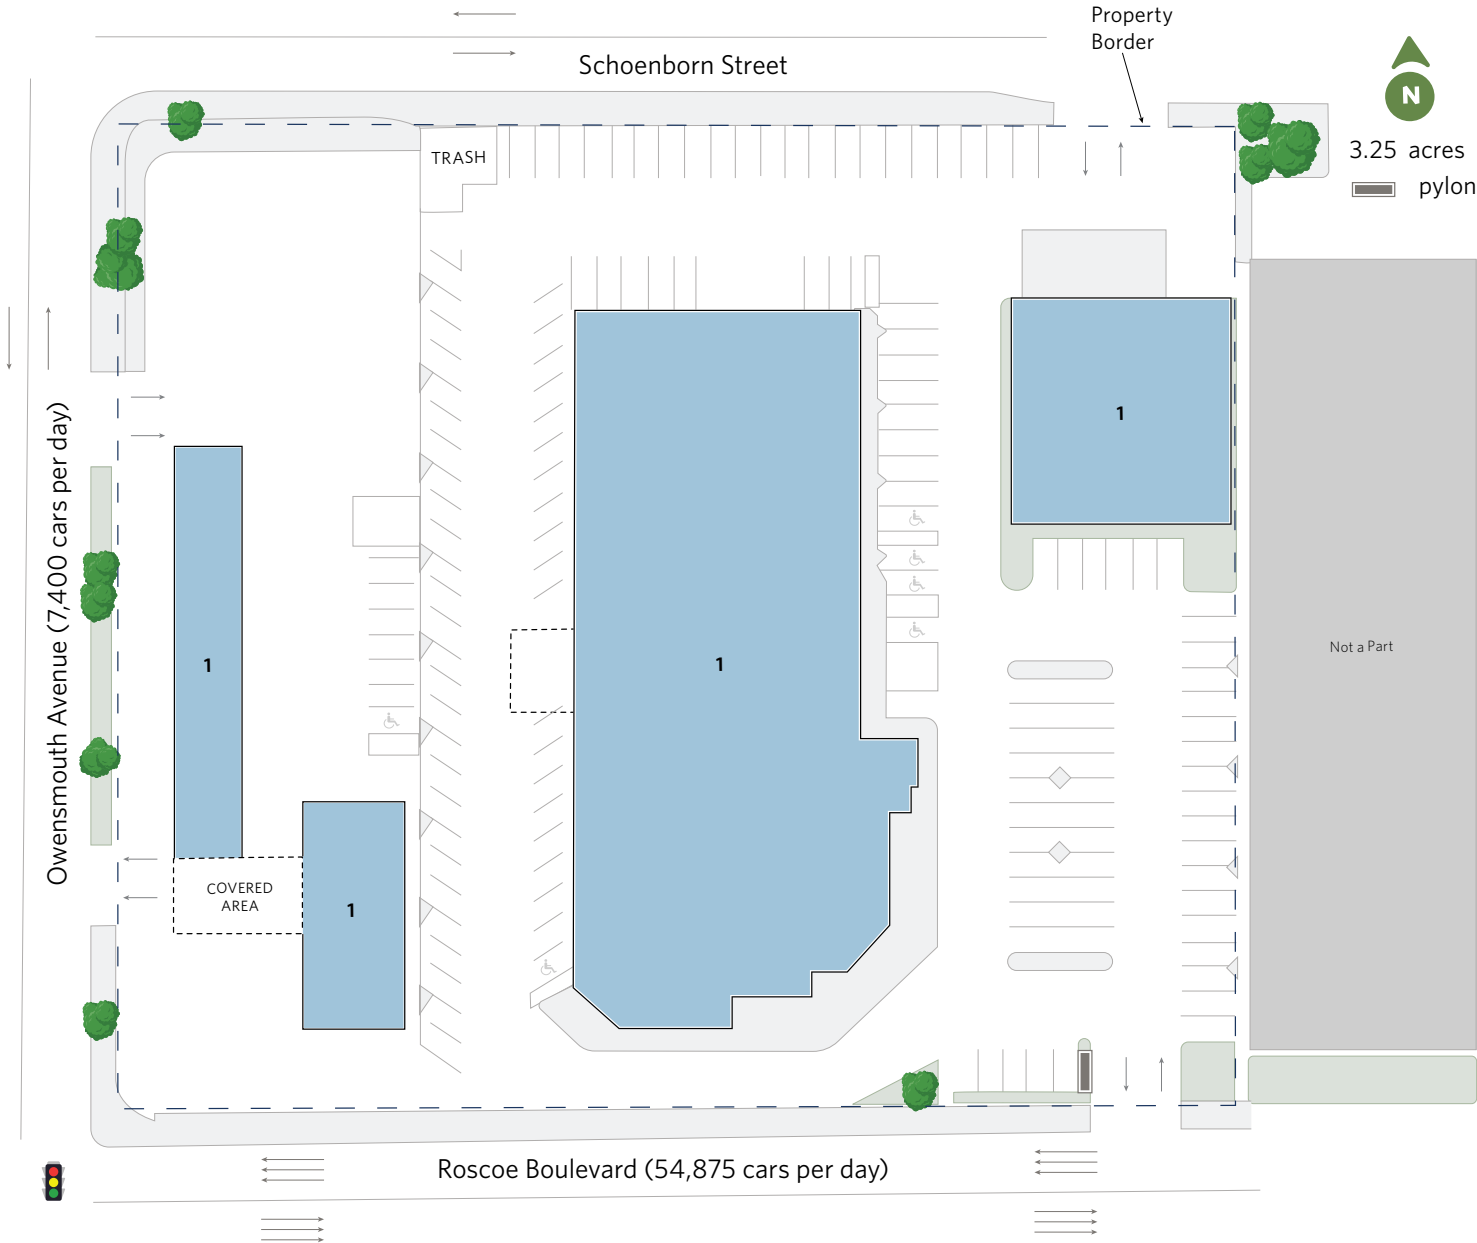 Property
Border
Schoenborn Street
N
3.25 acres
pylon
TRASH
1
Owensmouth Avenue (7,400 cars per day)
Not a Part
1
1
COVERED
AREA
1
Roscoe Boulevard (54,875 cars per day)